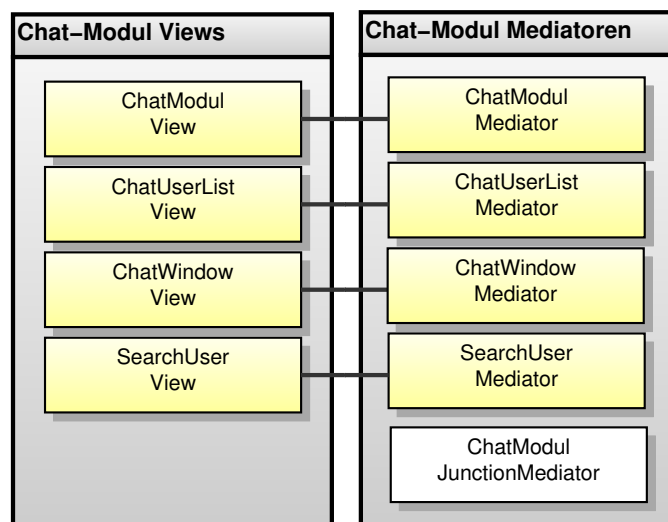 Chat–Modul Views
ChatModul
View
ChatUserList
View
ChatWindow
View
SearchUser
View
Chat–Modul Mediatoren
ChatModul
Mediator
ChatUserList
Mediator
ChatWindow
Mediator
SearchUser
Mediator
ChatModul
JunctionMediator